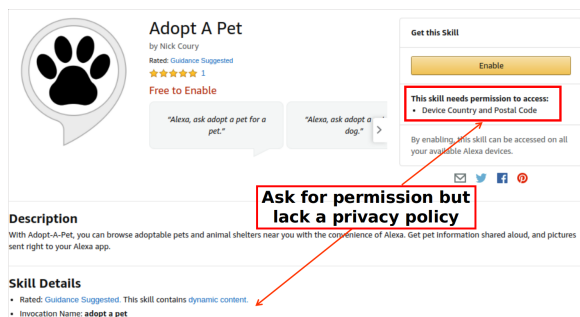 Adopt A Pet
by Nick Coury
Rated: Guidance Suggested
1
Free to Enable
"Alexa, ask adopt a pet for a
pet."
"Alexa, ask adopt a
dog."
Get this Skill
Enable
This skill needs permission to access:
• Device Country and Postal Code
By enabling, this skill can be accessed on all
your available Alexa devices.
Ask for permission but
lack a privacy policy
Description
With Adopt-A-Pet, you can browse adoptable pets and animal shelters near you with the convenience of Alexa. Get pet information shared aloud, and pictures
sent right to your Alexa app.
Skill Details
• Rated: Guidance Suggested. This skill contains dynamic content.
• Invocation Name: adopt a pet